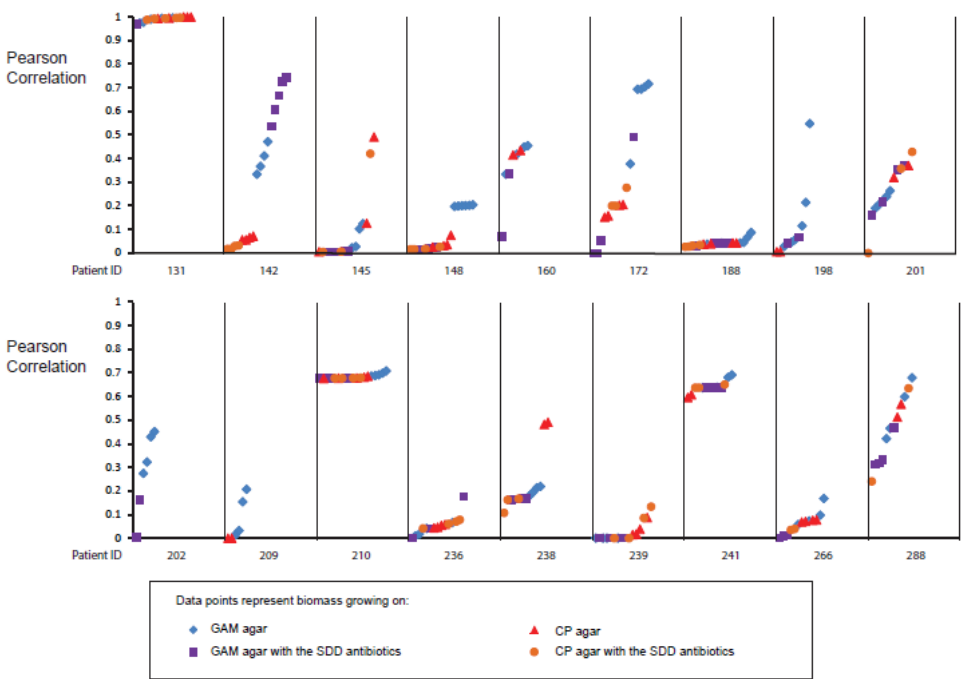 Pearson
Correlation
1
0.9
0.8
0.7
0.6
0.5
0.4
0.3
0.2
0.1
0
Patient ID 131 142 145 148 160 172 188 198 201
Pearson
Correlation
1
0.9
0.8
0.7
0.6
0.5
0.4
0.3
0.2
0.1
0
Patient ID 202 209 210 236 238 239 241 266 288
Data points represent biomass growing on:
GAM agar CP agar
GAM agar with the SDD antibiotics CP agar with the SDD antibiotics